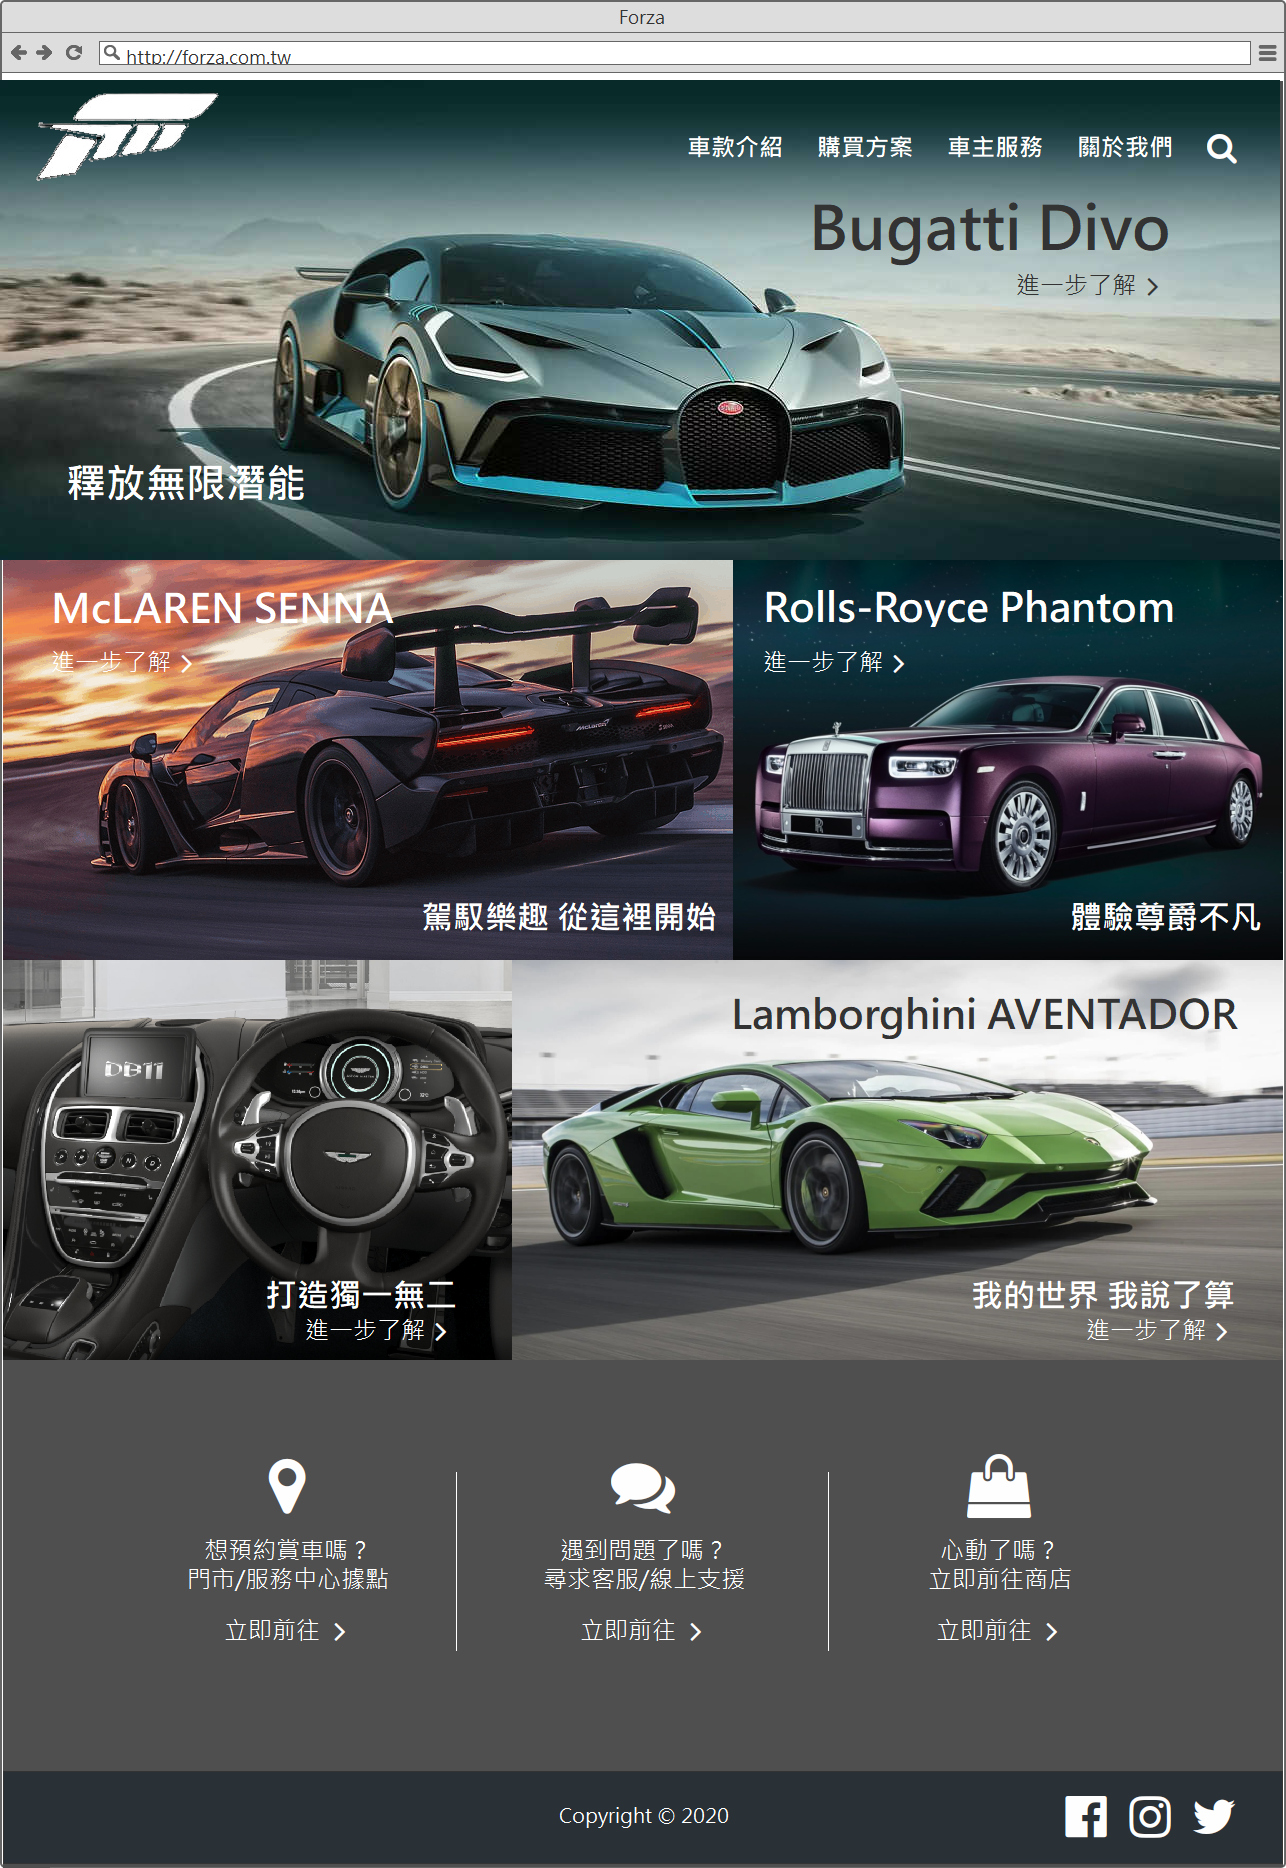 Forza
http://forza.com.tw
車款介紹 購買方案 車主服務 關於我們
Bugatti Divo
進一步了解
釋放無限潛能
McLAREN SENNA
進一步了解
Rolls-Royce Phantom
進一步了解
McLaren
駕馭樂趣 從這裡開始
體驗尊爵不凡
Lamborghini AVENTADOR
DB11
打造獨一無二
進一步了解
我的世界 我說了算
進一步了解
想預約賞車嗎？
門市/服務中心據點
立即前往
遇到問題了嗎？
尋求客服/線上支援
立即前往
心動了嗎？
立即前往商店
立即前往
Copyright © 2020